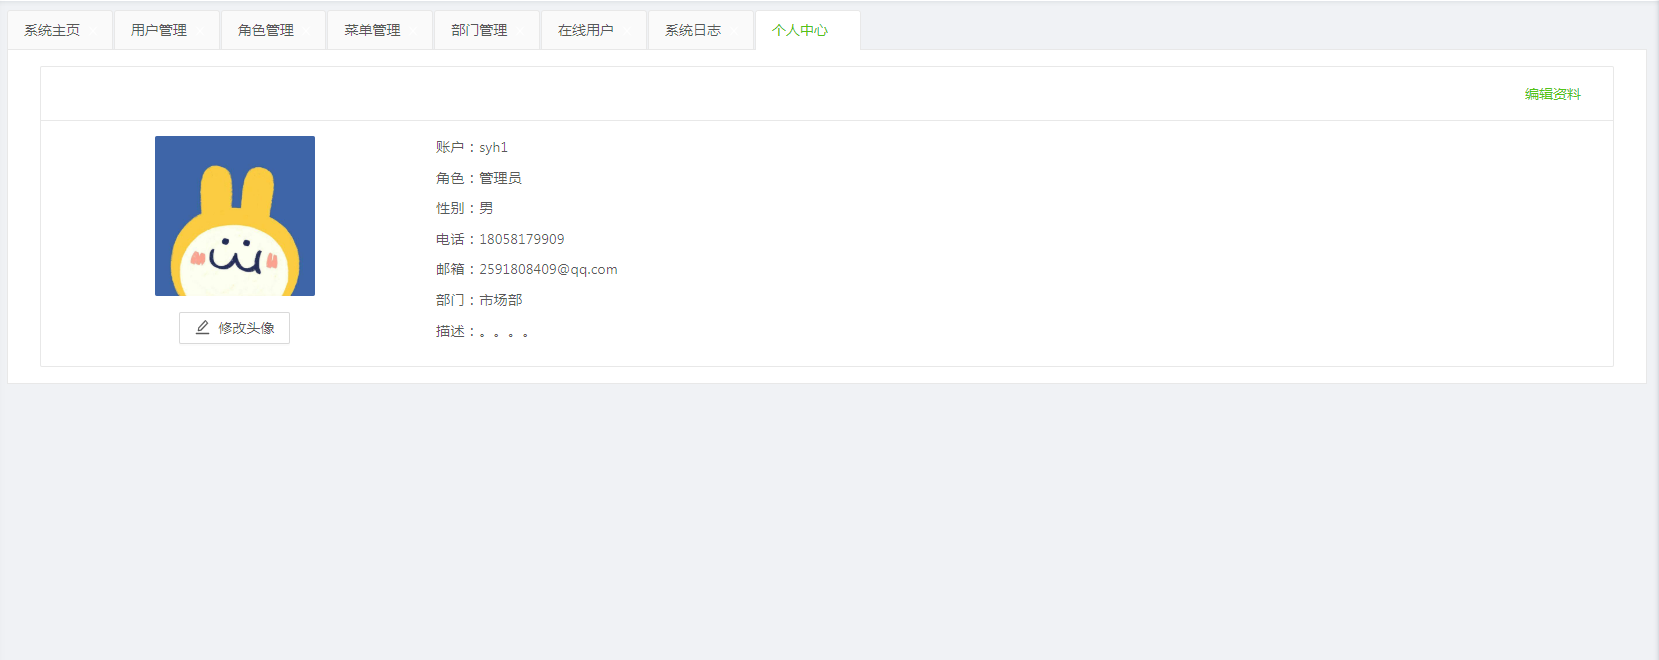 系统主页 用户管理 角色管理 菜单管理 部门管理 在线用户 系统日志 个人中心
编辑资料
账户：syh1
角色：管理员
性别：男
电话：18058179909
邮箱：2591808409@qq.com
部门：市场部
描述：。。。。
修改头像